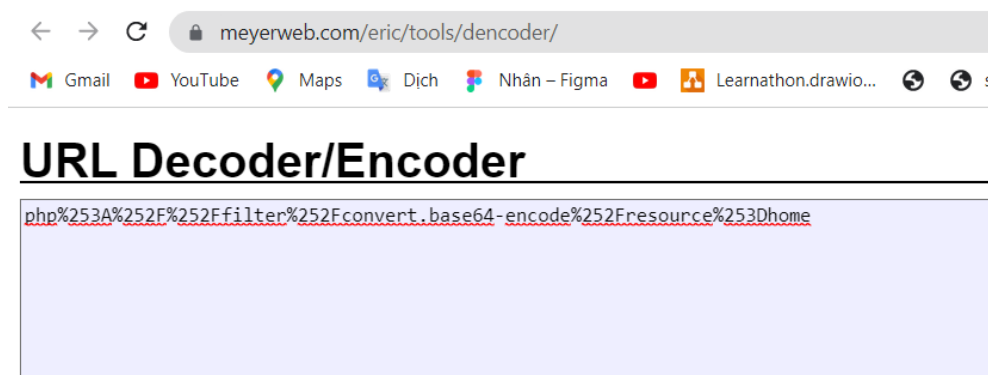 meyerweb.com/eric/tools/dencoder/
Gmail YouTube Maps Dịch Nhân – Figma Learnathon.drawio... s
URL Decoder/Encoder
php%253A%252F%252Ffilter%252Fconvert.base64-encode%252Fresource%253Dhome